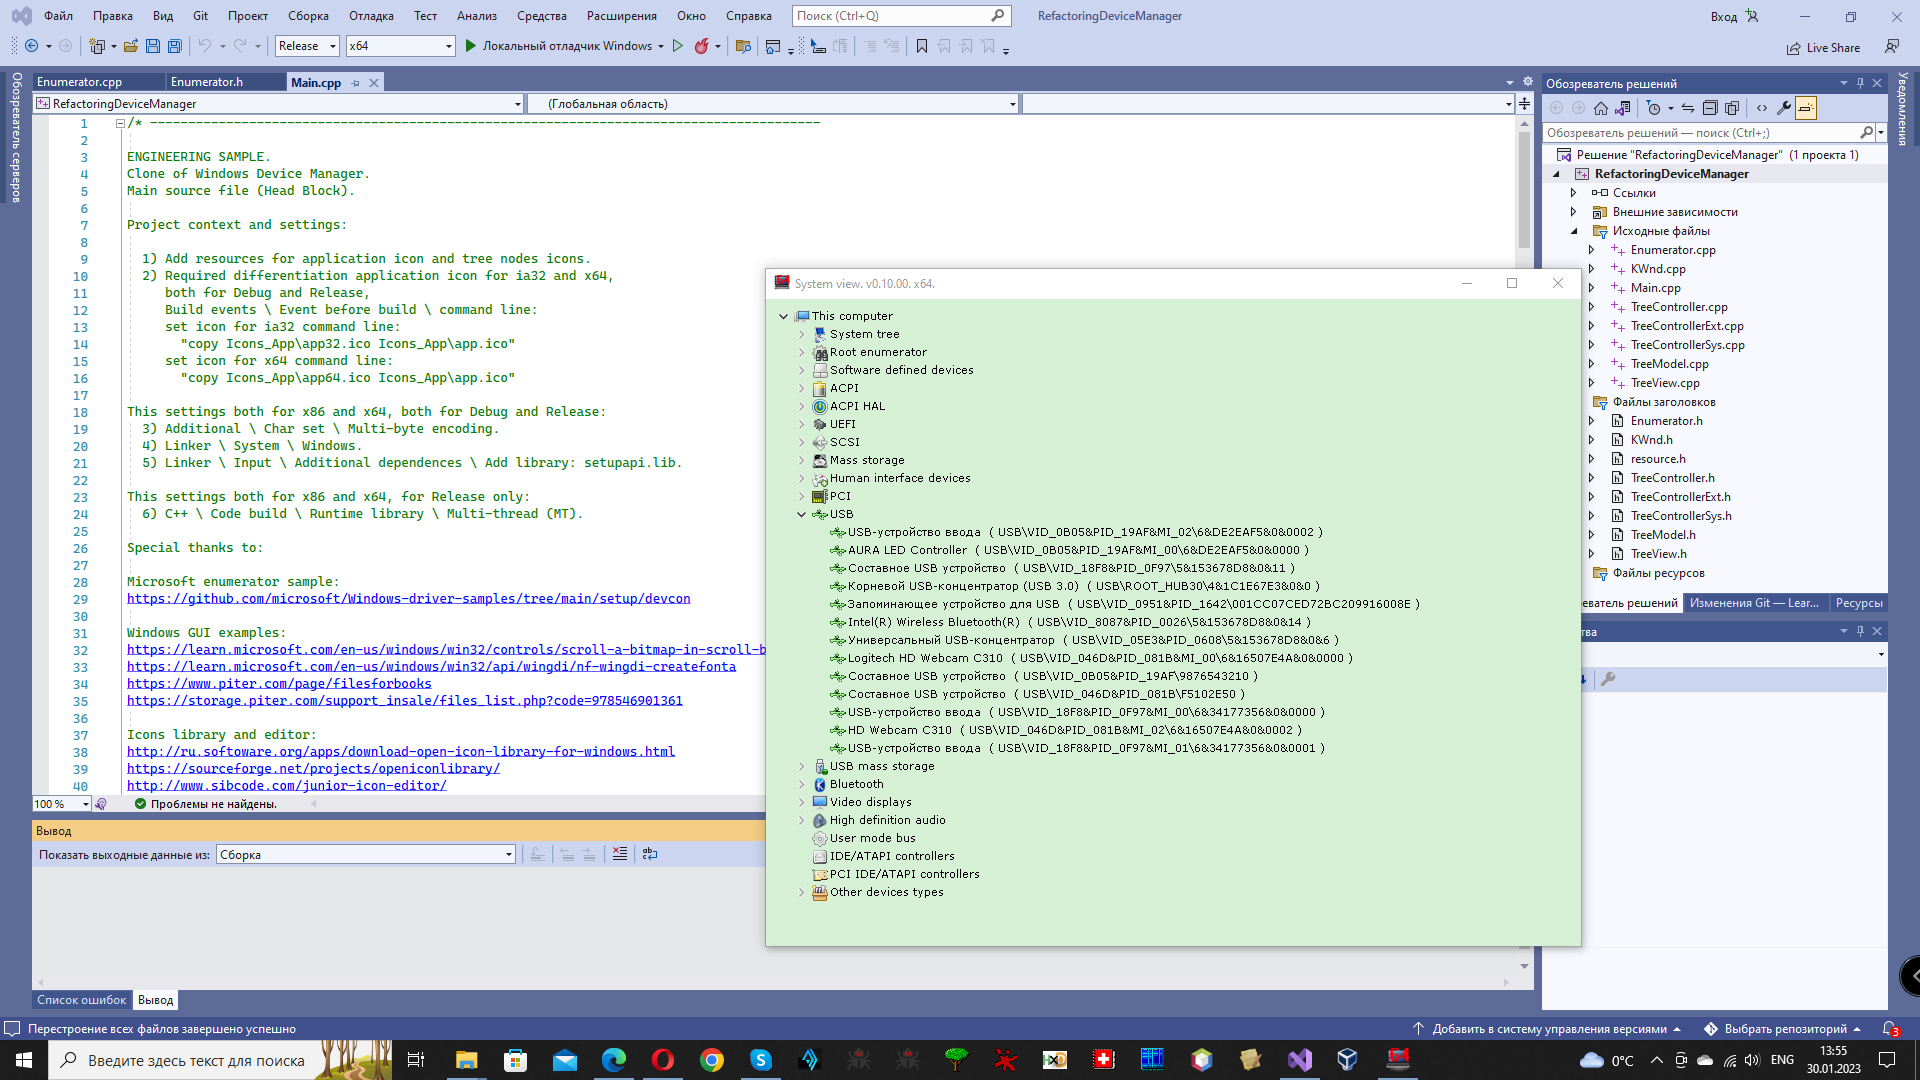 Файл Правка Вид Git Проект Сборка Отладка Тест Анализ Средства Расширения Окно Справка Поиск (Ctrl+Q) RefactoringDeviceManager Вход
Release x64 Локальный отладчик Windows Live Share
Обозреватель серверов
Enumerator.cpp Enumerator.h Main.cpp
RefactoringDeviceManager (Глобальная область)
1 /* ----------------------------------------------------------------------------------------
2
3 ENGINEERING SAMPLE.
4 Clone of Windows Device Manager.
5 Main source file (Head Block).
6
7 Project context and settings:
8
9 1) Add resources for application icon and tree nodes icons.
10 2) Required differentiation application icon for ia32 and x64,
11 both for Debug and Release,
12 Build events \ Event before build \ command line:
13 set icon for ia32 command line:
14 "copy Icons_App\app32.ico Icons_App\app.ico"
15 set icon for x64 command line:
16 "copy Icons_App\app64.ico Icons_App\app.ico"
17
18 This settings both for x86 and x64, both for Debug and Release:
19 3) Additional \ Char set \ Multi-byte encoding.
20 4) Linker \ System \ Windows.
21 5) Linker \ Input \ Additional dependences \ Add library: setupapi.lib.
22
23 This settings both for x86 and x64, for Release only:
24 6) C++ \ Code build \ Runtime library \ Multi-thread (MT).
25
26 Special thanks to:
27
28 Microsoft enumerator sample:
29 https://github.com/microsoft/Windows-driver-samples/tree/main/setup/devcon
30
31 Windows GUI examples:
32 https://learn.microsoft.com/en-us/windows/win32/controls/scroll-a-bitmap-in-scroll-b
33 https://learn.microsoft.com/en-us/windows/win32/api/wingdi/nf-wingdi-createfonta
34 https://www.piter.com/page/filesforbooks
35 https://storage.piter.com/support_insale/files_list.php?code=978546901361
36
37 Icons library and editor:
38 http://ru.softoware.org/apps/download-open-icon-library-for-windows.html
39 https://sourceforge.net/projects/openiconlibrary/
40 http://www.sibcode.com/junior-icon-editor/
100 % Проблемы не найдены.
Вывод
Показать выходные данные из: Сборка
Список ошибок Вывод
System view. v0.10.00. x64.
This computer
System tree
Root enumerator
Software defined devices
ACPI
ACPI HAL
UEFI
SCSI
Mass storage
Human interface devices
PCI
USB
USB-устройство ввода ( USB\VID_0B05&PID_19AF&MI_02\6&DE2EAF5&0&0002 )
AURA LED Controller ( USB\VID_0B05&PID_19AF&MI_00\6&DE2EAF5&0&0000 )
Составное USB устройство ( USB\VID_18F8&PID_0F97\5&153678D8&0&11 )
Корневой USB-концентратор (USB 3.0) ( USB\ROOT_HUB30\4&1C1E67E3&0&0 )
Запоминающее устройство для USB ( USB\VID_0951&PID_1642\001CC07CED72BC209916008E )
Intel(R) Wireless Bluetooth(R) ( USB\VID_8087&PID_0026\5&153678D8&0&14 )
Универсальный USB-концентратор ( USB\VID_05E3&PID_0608\5&153678D8&0&6 )
Logitech HD Webcam C310 ( USB\VID_046D&PID_081B&MI_00\6&16507E4A&0&0000 )
Составное USB устройство ( USB\VID_0B05&PID_19AF\9876543210 )
Составное USB устройство ( USB\VID_046D&PID_081B\F5102E50 )
USB-устройство ввода ( USB\VID_18F8&PID_0F97&MI_00\6&34177356&0&0000 )
HD Webcam C310 ( USB\VID_046D&PID_081B&MI_02\6&16507E4A&0&0002 )
USB-устройство ввода ( USB\VID_18F8&PID_0F97&MI_01\6&34177356&0&0001 )
USB mass storage
Bluetooth
Video displays
High definition audio
User mode bus
IDE/ATAPI controllers
PCI IDE/ATAPI controllers
Other devices types
Обозреватель решений
Обозреватель решений — поиск (Ctrl+;)
Решение "RefactoringDeviceManager" (1 проекта 1)
RefactoringDeviceManager
Ссылки
Внешние зависимости
Исходные файлы
Enumerator.cpp
KWnd.cpp
Main.cpp
TreeController.cpp
TreeControllerExt.cpp
TreeControllerSys.cpp
TreeModel.cpp
TreeView.cpp
Файлы заголовков
Enumerator.h
KWnd.h
resource.h
TreeController.h
TreeControllerExt.h
TreeControllerSys.h
TreeModel.h
TreeView.h
Файлы ресурсов
реватель решений Изменения Git — Lear... Ресурсы
тва
Уведомления
Перестроение всех файлов завершено успешно Добавить в систему управления версиями Выбрать репозиторий 3
Введите здесь текст для поиска 0°C ENG 13:55
30.01.2023